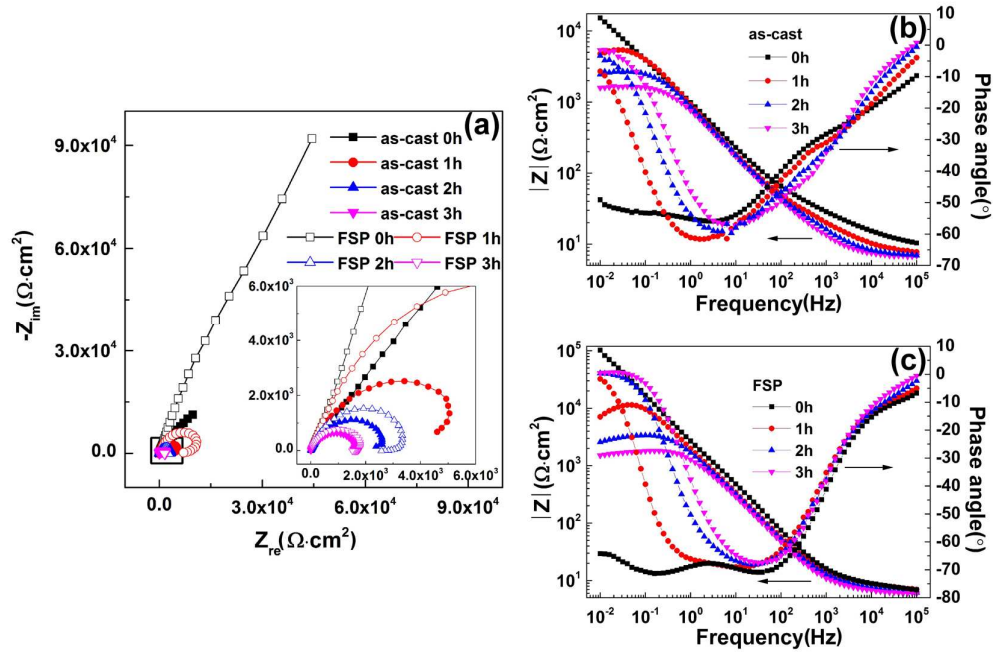 (a)
-Z_im(Ω·cm²)
9.0x10⁴
6.0x10⁴
3.0x10⁴
0.0
0.0 3.0x10⁴ 6.0x10⁴ 9.0x10⁴
Z_re(Ω·cm²)
as-cast 0h
as-cast 1h
as-cast 2h
as-cast 3h
FSP 0h FSP 1h
FSP 2h FSP 3h
6.0x10³
4.0x10³
2.0x10³
0.0
0.0 1.5x10³ 3.0x10³ 4.5x10³ 6.0x10³
(b)
as-cast
0h
1h
2h
3h
|Z|(Ω·cm²)
10⁴
10³
10²
10¹
10⁻² 10⁻¹ 10⁰ 10¹ 10² 10³ 10⁴ 10⁵
Frequency(Hz)
10
0
-10
-20
-30
-40
-50
-60
-70
Phase angle(°)
(c)
FSP
0h
1h
2h
3h
|Z|(Ω·cm²)
10⁵
10⁴
10³
10²
10¹
10⁻² 10⁻¹ 10⁰ 10¹ 10² 10³ 10⁴ 10⁵
Frequency(Hz)
10
0
-10
-20
-30
-40
-50
-60
-70
-80
Phase angle(°)